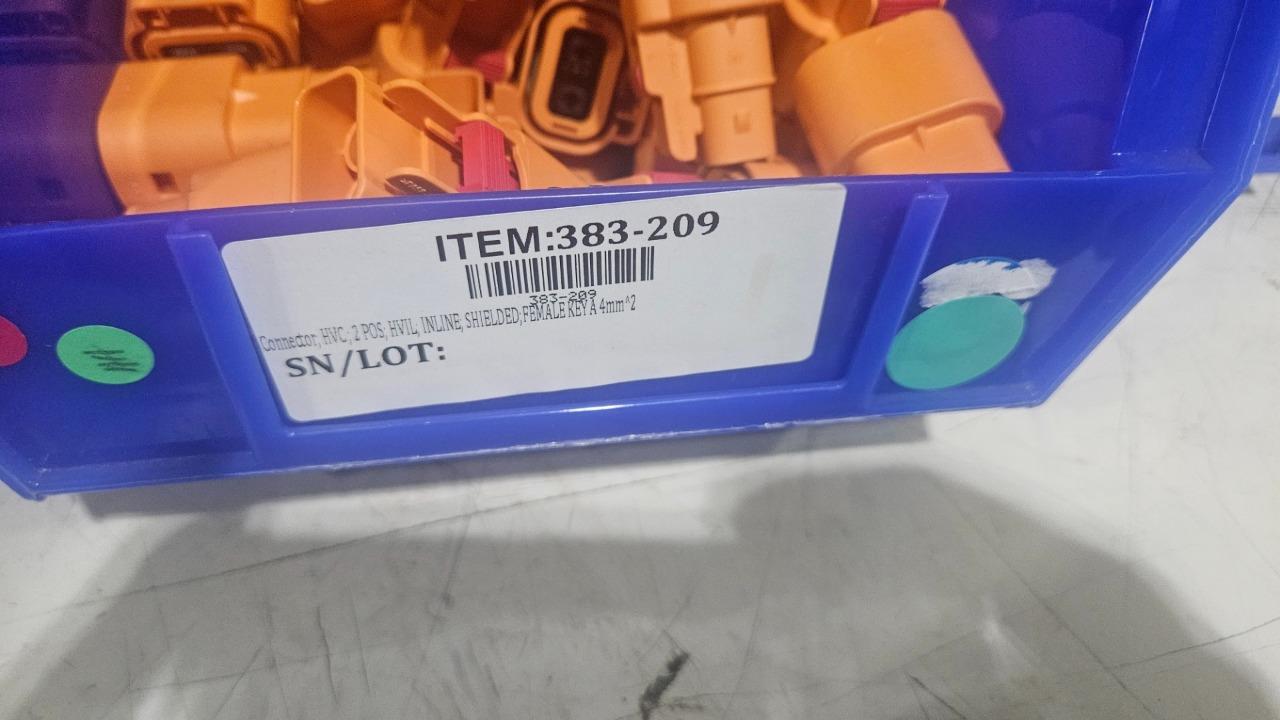 ITEM:383-209
383-209
Connector, HVC, 2 POS, HVIL, INLINE, SHIELDED, FEMALE KEY A 4mm^2
SN/LOT: